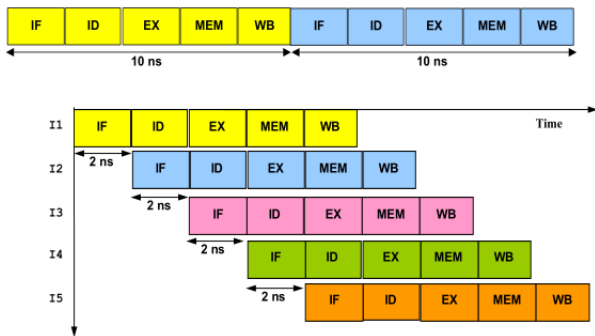 IF ID EX MEM WB IF ID EX MEM WB
10 ns 10 ns
I1 IF ID EX MEM WB Time
2 ns
I2 IF ID EX MEM WB
2 ns
I3 IF ID EX MEM WB
2 ns
I4 IF ID EX MEM WB
2 ns
I5 IF ID EX MEM WB